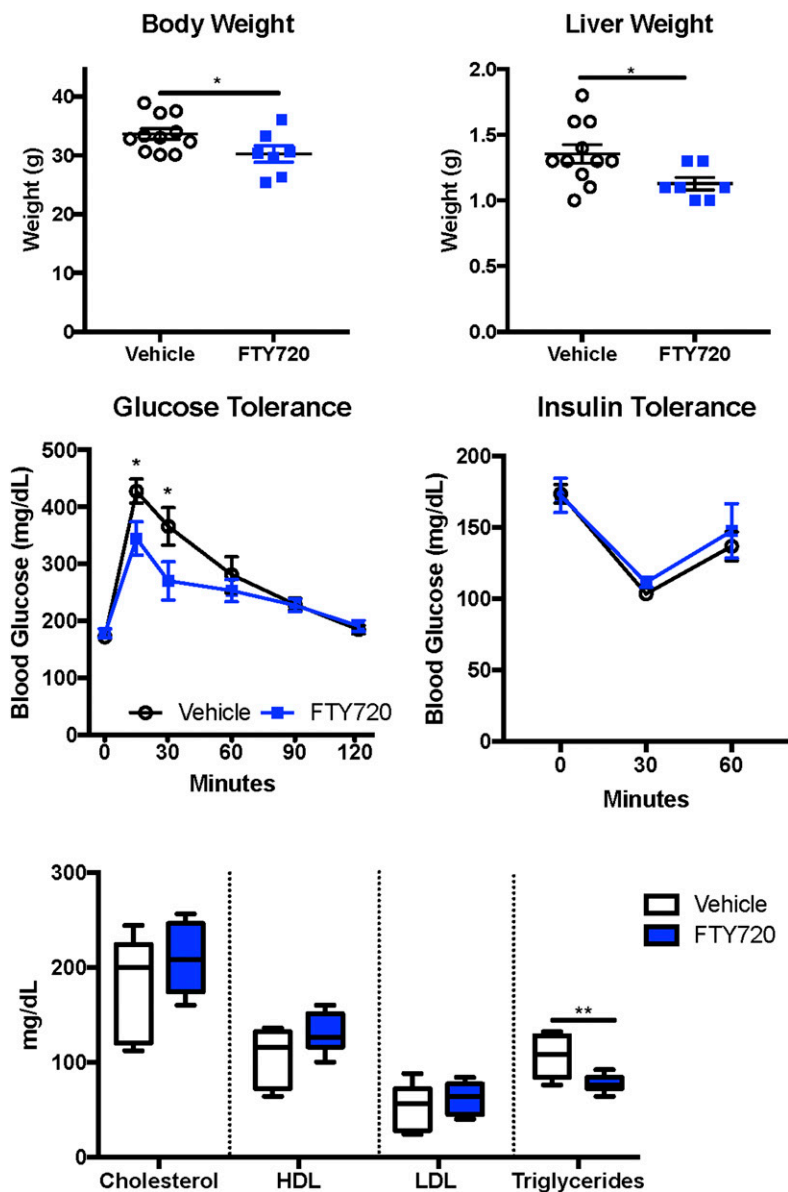 Body Weight
*
Weight (g)
40
30
20
10
0
Vehicle
FTY720
Liver Weight
*
Weight (g)
2.0
1.5
1.0
0.5
0.0
Vehicle
FTY720
Glucose Tolerance
Blood Glucose (mg/dL)
500
400
300
200
100
0
*
*
Vehicle
FTY720
0
30
60
90
120
Minutes
Insulin Tolerance
Blood Glucose (mg/dL)
200
150
100
50
0
0
30
60
Minutes
mg/dL
300
200
100
0
Vehicle
FTY720
**
Cholesterol
HDL
LDL
Triglycerides